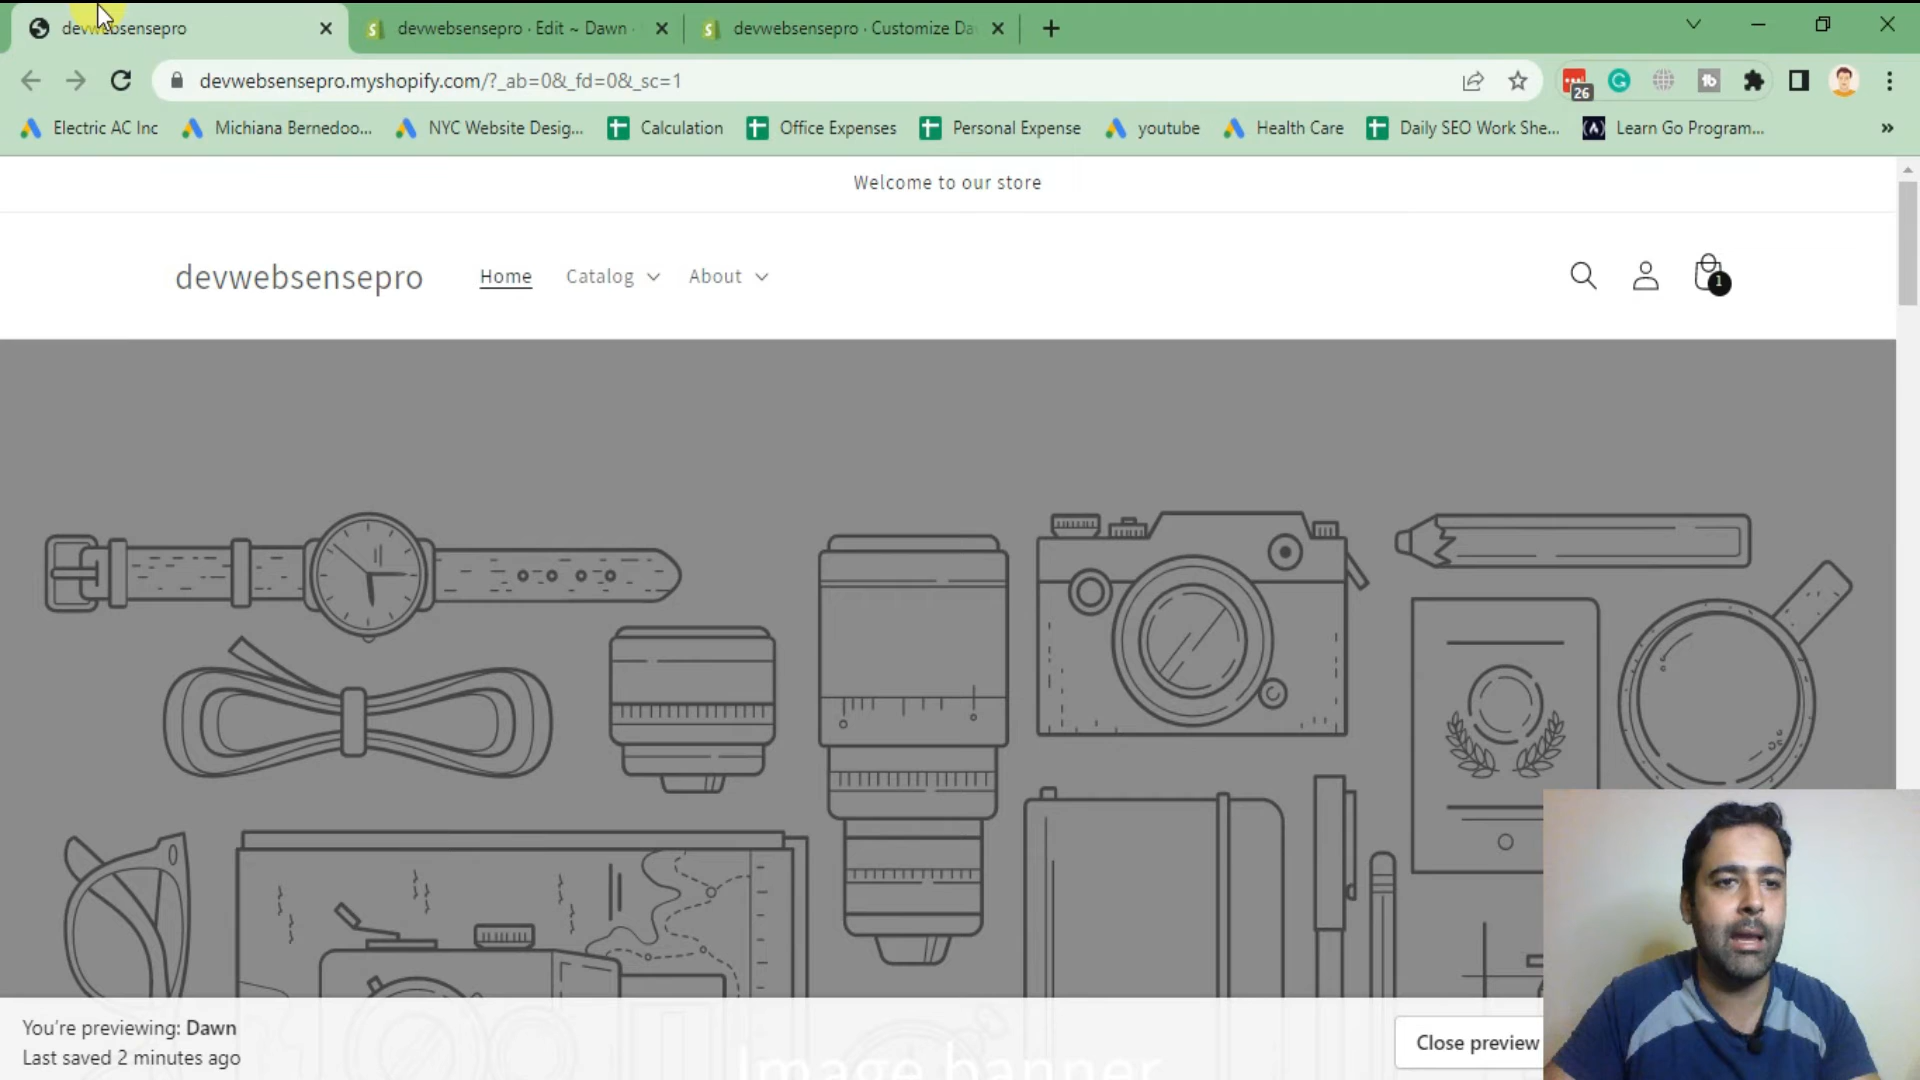 devwebsensepro
devwebsensepro · Edit ~ Dawn ·
devwebsensepro · Customize Da
devwebsensepro.myshopify.com/?_ab=0&_fd=0&_sc=1
26
Electric AC Inc
Michiana Bernedoo...
NYC Website Desig...
Calculation
Office Expenses
Personal Expense
youtube
Health Care
Daily SEO Work She...
Learn Go Program...
Welcome to our store
devwebsensepro
Home
Catalog
About
1
You're previewing: Dawn
Last saved 2 minutes ago
Close preview
Image banner